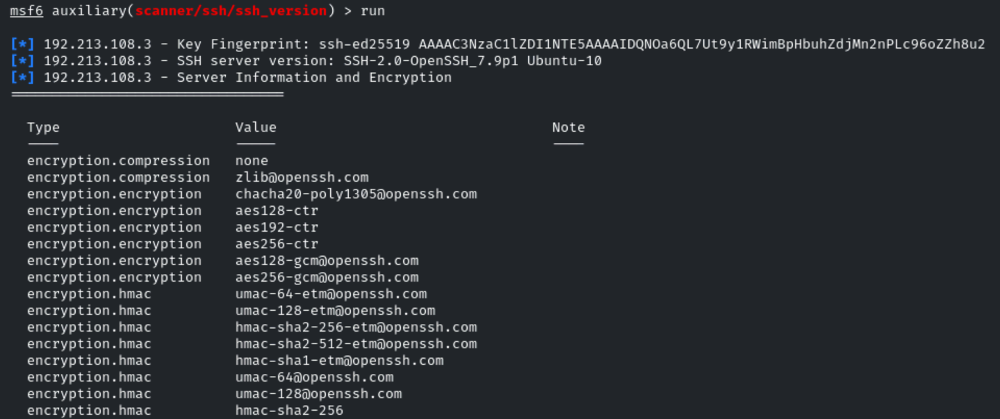 msf6 auxiliary(scanner/ssh/ssh_version) > run
[*] 192.213.108.3 - Key Fingerprint: ssh-ed25519 AAAAC3NzaC1lZDI1NTE5AAAAIDQNOa6QL7Ut9y1RWimBpHbuhZdjMn2nPLc96oZZh8u2
[*] 192.213.108.3 - SSH server version: SSH-2.0-OpenSSH_7.9p1 Ubuntu-10
[*] 192.213.108.3 - Server Information and Encryption
=================================
Type Value Note
---- ----- ----
encryption.compression none
encryption.compression zlib@openssh.com
encryption.encryption chacha20-poly1305@openssh.com
encryption.encryption aes128-ctr
encryption.encryption aes192-ctr
encryption.encryption aes256-ctr
encryption.encryption aes128-gcm@openssh.com
encryption.encryption aes256-gcm@openssh.com
encryption.hmac umac-64-etm@openssh.com
encryption.hmac umac-128-etm@openssh.com
encryption.hmac hmac-sha2-256-etm@openssh.com
encryption.hmac hmac-sha2-512-etm@openssh.com
encryption.hmac hmac-sha1-etm@openssh.com
encryption.hmac umac-64@openssh.com
encryption.hmac umac-128@openssh.com
encryption.hmac hmac-sha2-256